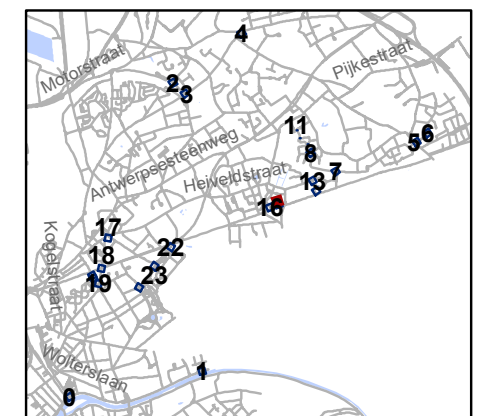 4
Motorstraat
Pijkestraat
2
3
11
6
5
Antwerpsesteenweg
8
7
Heiveldstraat
13
16
17
Kogelstraat
22
18
23
19
Wolterslaan
1
0